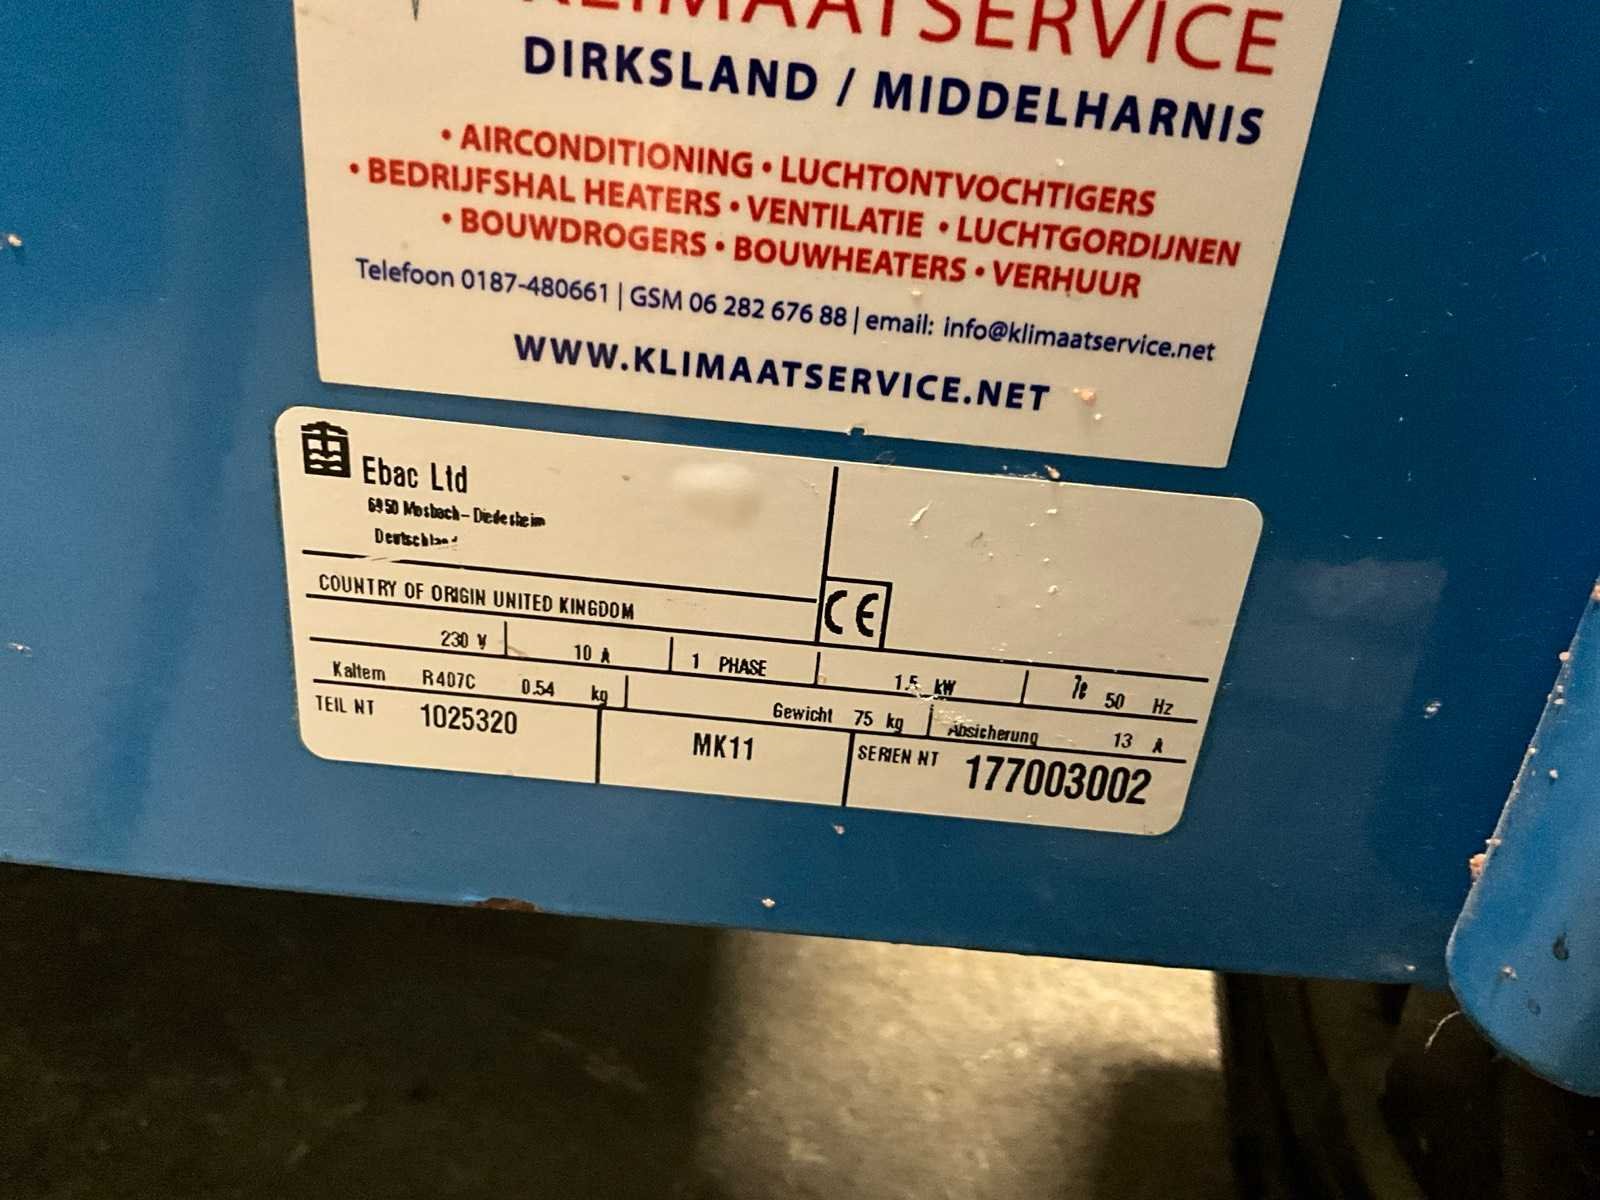 KLIMAATSERVICE
DIRKSLAND / MIDDELHARNIS
• AIRCONDITIONING • LUCHTONTVOCHTIGERS
• BEDRIJFSHAL HEATERS • VENTILATIE • LUCHTGORDIJNEN
• BOUWDROGERS • BOUWHEATERS • VERHUUR
Telefoon 0187-480661 | GSM 06 282 676 88 | email: info@klimaatservice.net
WWW.KLIMAATSERVICE.NET
Ebac Ltd
6950 Mosbach - Diedesheim
Deutschland
COUNTRY OF ORIGIN UNITED KINGDOM
CE
230 V 10 A 1 PHASE 1.5 kW 50 Hz
Kaltem R407C 0.54 kg Gewicht 75 kg Absicherung 13 A
TEIL NT 1025320 MK11 SERIEN NT 177003002